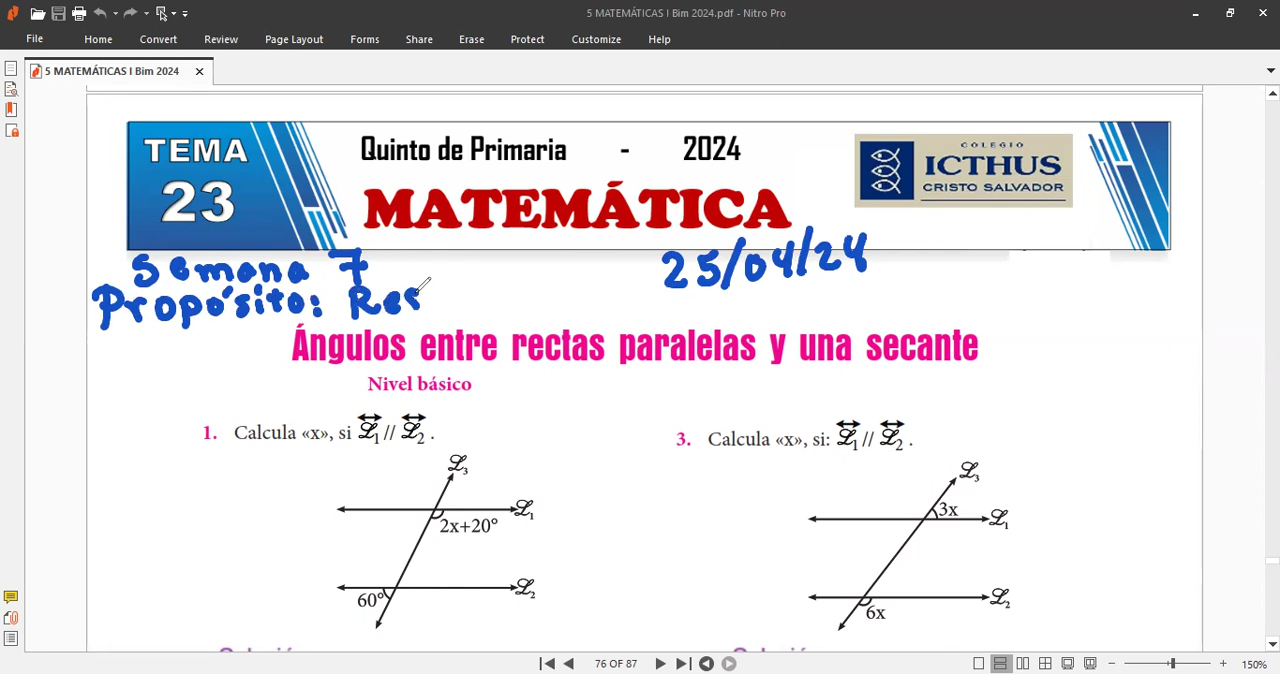 5 MATEMÁTICAS I Bim 2024.pdf - Nitro Pro
File Home Convert Review Page Layout Forms Share Erase Protect Customize Help
5 MATEMÁTICAS I Bim 2024
TEMA
23
Quinto de Primaria - 2024
MATEMÁTICA
COLEGIO
ICTHUS
CRISTO SALVADOR
Semana 7
25/04/24
Propósito: Res
Ángulos entre rectas paralelas y una secante
Nivel básico
1. Calcula «x», si ℒ1 // ℒ2 .
ℒ3
ℒ1
2x+20°
ℒ2
60°
3. Calcula «x», si: ℒ1 // ℒ2 .
ℒ3
3x
ℒ1
ℒ2
6x
76 OF 87
150%